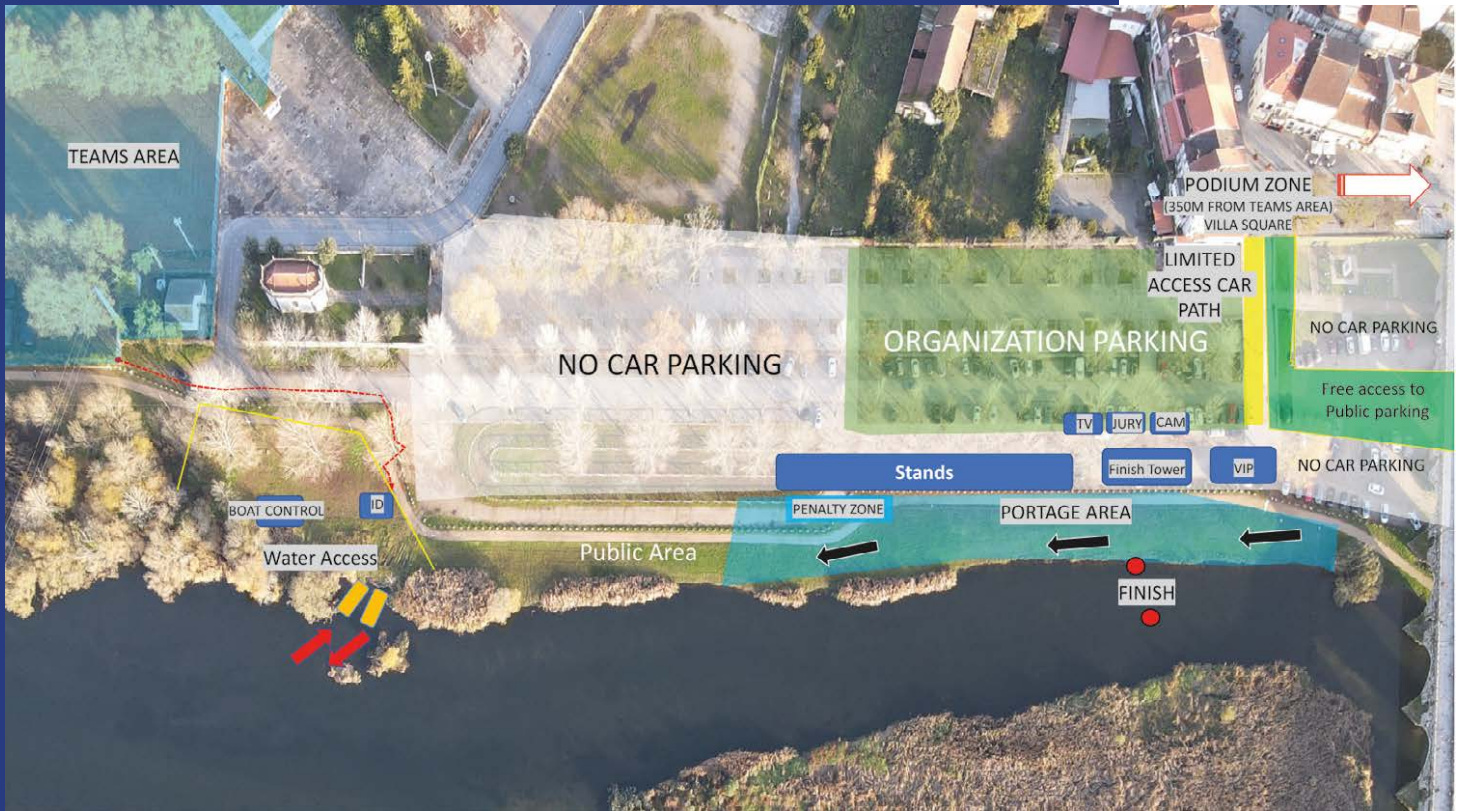 TEAMS AREA
PODIUM ZONE
(350M FROM TEAMS AREA)
VILLA SQUARE
LIMITED
ACCESS CAR
PATH
NO CAR PARKING
ORGANIZATION PARKING
NO CAR PARKING
Free access to
Public parking
TV
JURY
CAM
Stands
Finish Tower
VIP
NO CAR PARKING
BOAT CONTROL
ID
PENALTY ZONE
PORTAGE AREA
Water Access
Public Area
FINISH